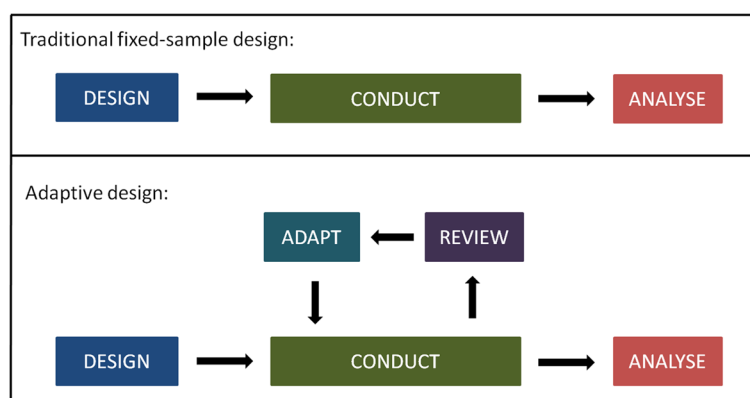 Traditional fixed-sample design:
DESIGN
CONDUCT
ANALYSE
Adaptive design:
ADAPT
REVIEW
DESIGN
CONDUCT
ANALYSE